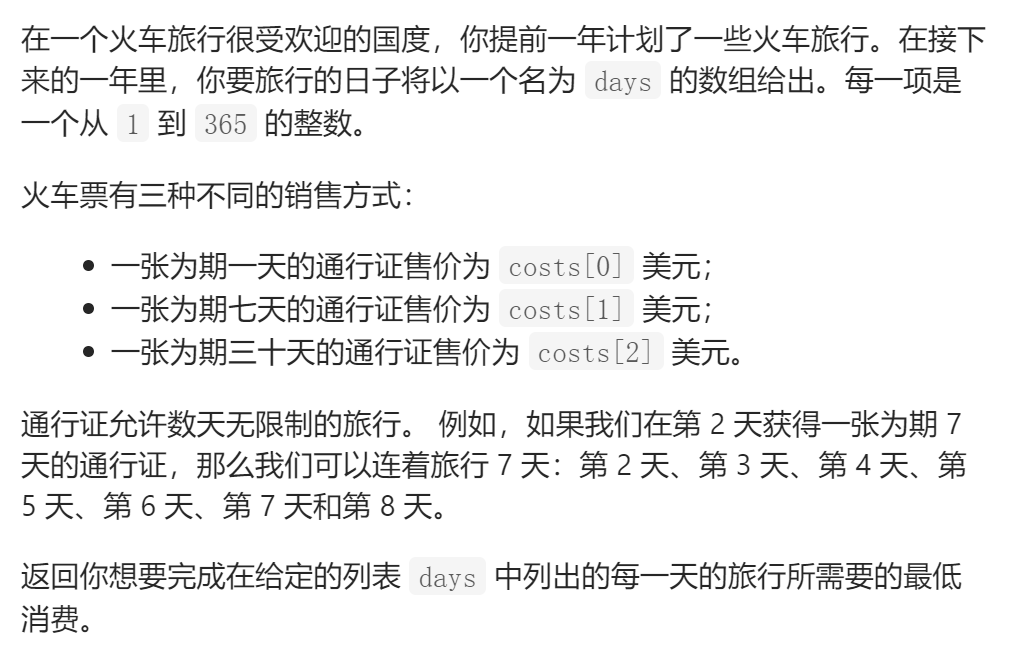 在一个火车旅行很受欢迎的国度，你提前一年计划了一些火车旅行。在接下
来的一年里，你要旅行的日子将以一个名为 days 的数组给出。每一项是
一个从 1 到 365 的整数。
火车票有三种不同的销售方式：
• 一张为期一天的通行证售价为 costs[0] 美元；
• 一张为期七天的通行证售价为 costs[1] 美元；
• 一张为期三十天的通行证售价为 costs[2] 美元。
通行证允许数天无限制的旅行。 例如，如果我们在第 2 天获得一张为期 7
天的通行证，那么我们可以连着旅行 7 天：第 2 天、第 3 天、第 4 天、第
5 天、第 6 天、第 7 天和第 8 天。
返回你想要完成在给定的列表 days 中列出的每一天的旅行所需要的最低
消费。